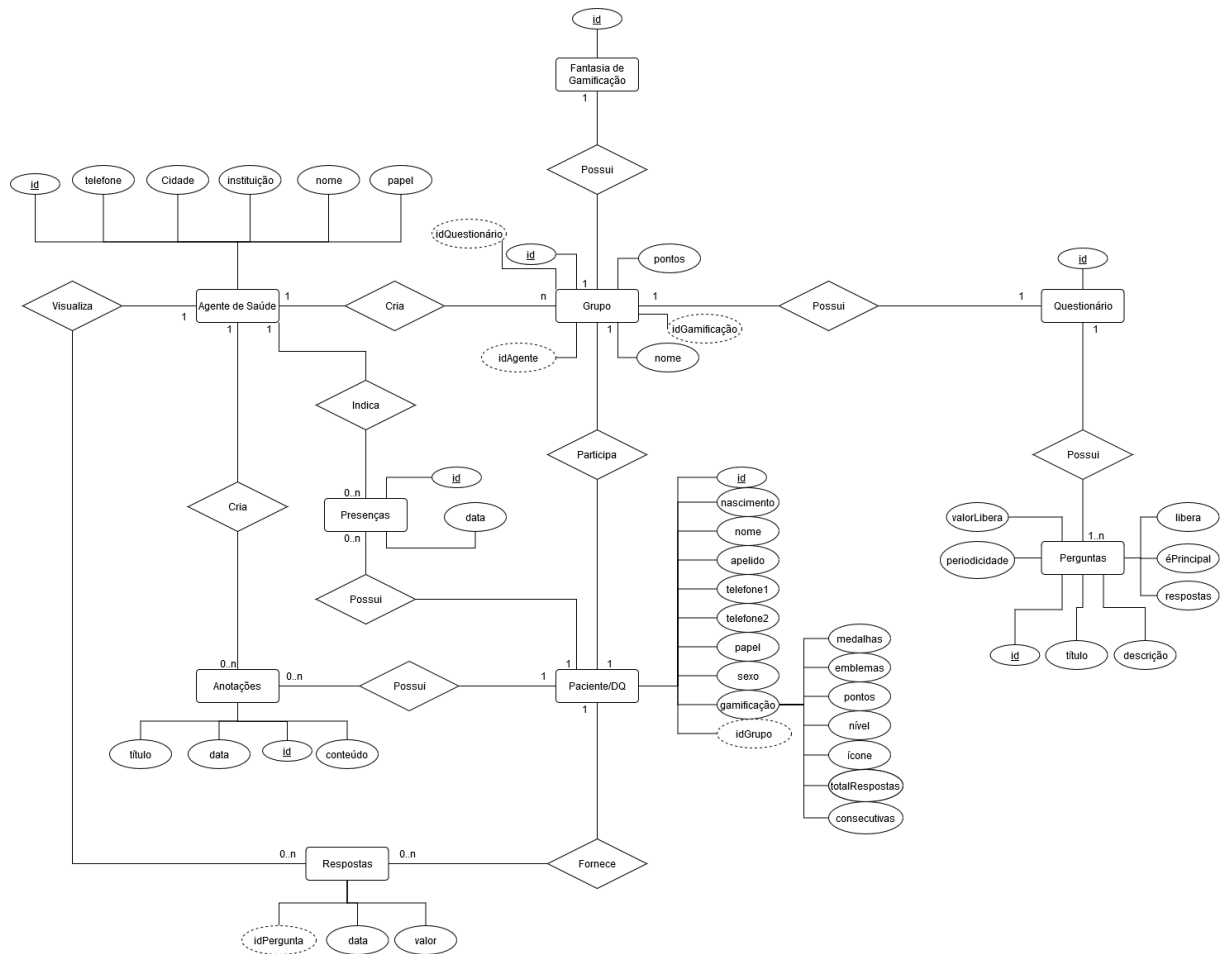 id
Fantasia de
Gamificação
1
Possui
id
telefone
Cidade
instituição
nome
papel
idQuestionário
id
pontos
id
1
Visualiza
1
Agente de Saúde
1
Cria
n
Grupo
1
Possui
1
Questionário
1
1
1
1
idGamificação
idAgente
nome
Indica
Participa
Possui
id
id
nascimento
0..n
Cria
Presenças
data
valorLibera
libera
nome
0..n
1..n
apelido
periodicidade
Perguntas
éPrincipal
telefone1
respostas
Possui
telefone2
medalhas
papel
id
título
descrição
0..n
1
1
emblemas
sexo
Anotações
0..n
Possui
1
Paciente/DQ
pontos
gamificação
1
nível
idGrupo
título
data
id
conteúdo
ícone
totalRespostas
consecutivas
0..n
Respostas
0..n
Fornece
idPergunta
data
valor